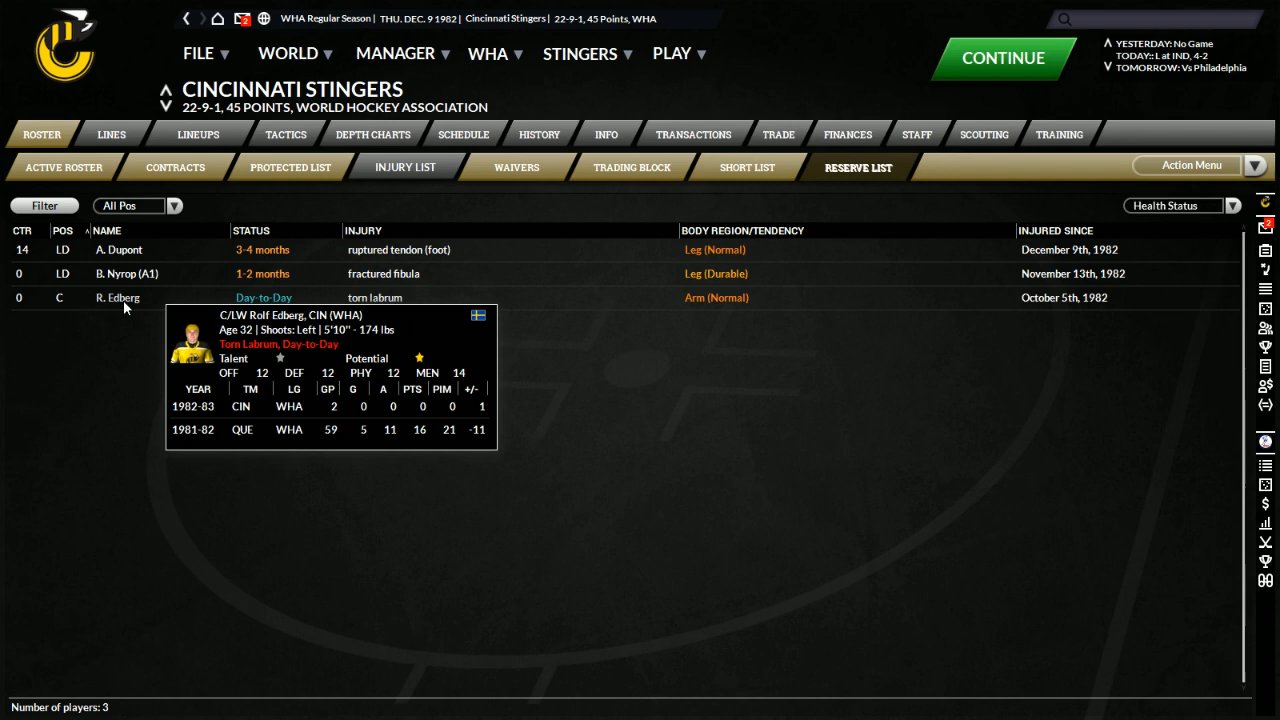 WHA Regular Season | THU. DEC. 9 1982 | Cincinnati Stingers | 22-9-1, 45 Points, WHA
2
FILE WORLD MANAGER WHA STINGERS PLAY
CONTINUE
YESTERDAY: No Game
TODAY:: L at IND, 4-2
TOMORROW: Vs Philadelphia
CINCINNATI STINGERS
22-9-1, 45 POINTS, WORLD HOCKEY ASSOCIATION
ROSTER LINES LINEUPS TACTICS DEPTH CHARTS SCHEDULE HISTORY INFO TRANSACTIONS TRADE FINANCES STAFF SCOUTING TRAINING
ACTIVE ROSTER CONTRACTS PROTECTED LIST INJURY LIST WAIVERS TRADING BLOCK SHORT LIST RESERVE LIST Action Menu
Filter All Pos Health Status
CTR POS NAME STATUS INJURY BODY REGION/TENDENCY INJURED SINCE
2
14 LD A. Dupont 3-4 months ruptured tendon (foot) Leg (Normal) December 9th, 1982
0 LD B. Nyrop (A1) 1-2 months fractured fibula Leg (Durable) November 13th, 1982
0 C R. Edberg Day-to-Day torn labrum Arm (Normal) October 5th, 1982
C/LW Rolf Edberg, CIN (WHA)
Age 32 | Shoots: Left | 5'10" - 174 lbs
Torn Labrum, Day-to-Day
Talent Potential
OFF 12 DEF 12 PHY 12 MEN 14
YEAR TM LG GP G A PTS PIM +/-
1982-83 CIN WHA 2 0 0 0 0 1
1981-82 QUE WHA 59 5 11 16 21 -11
Number of players: 3